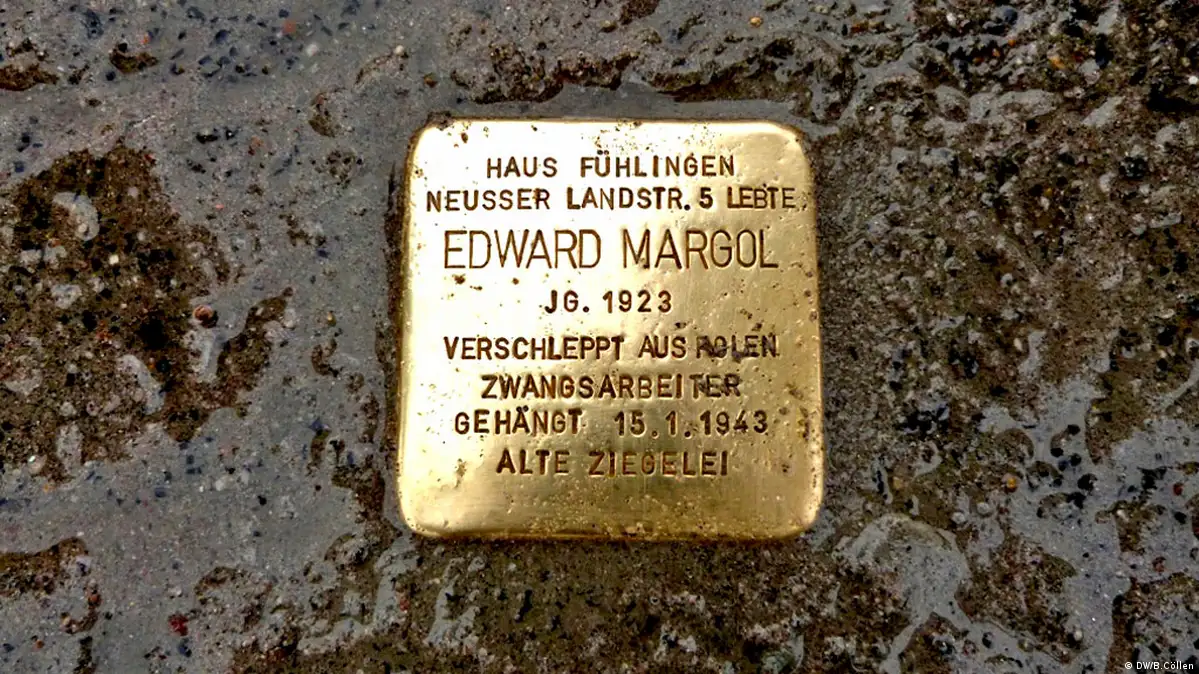 HAUS FÜHLINGEN
NEUSSER LANDSTR. 5 LEBTE
EDWARD MARGOL
JG. 1923
VERSCHLEPPT AUS POLEN
ZWANGSARBEITER
GEHÄNGT 15.1.1943
ALTE ZIEGELEI
© DW/B.Cöllen